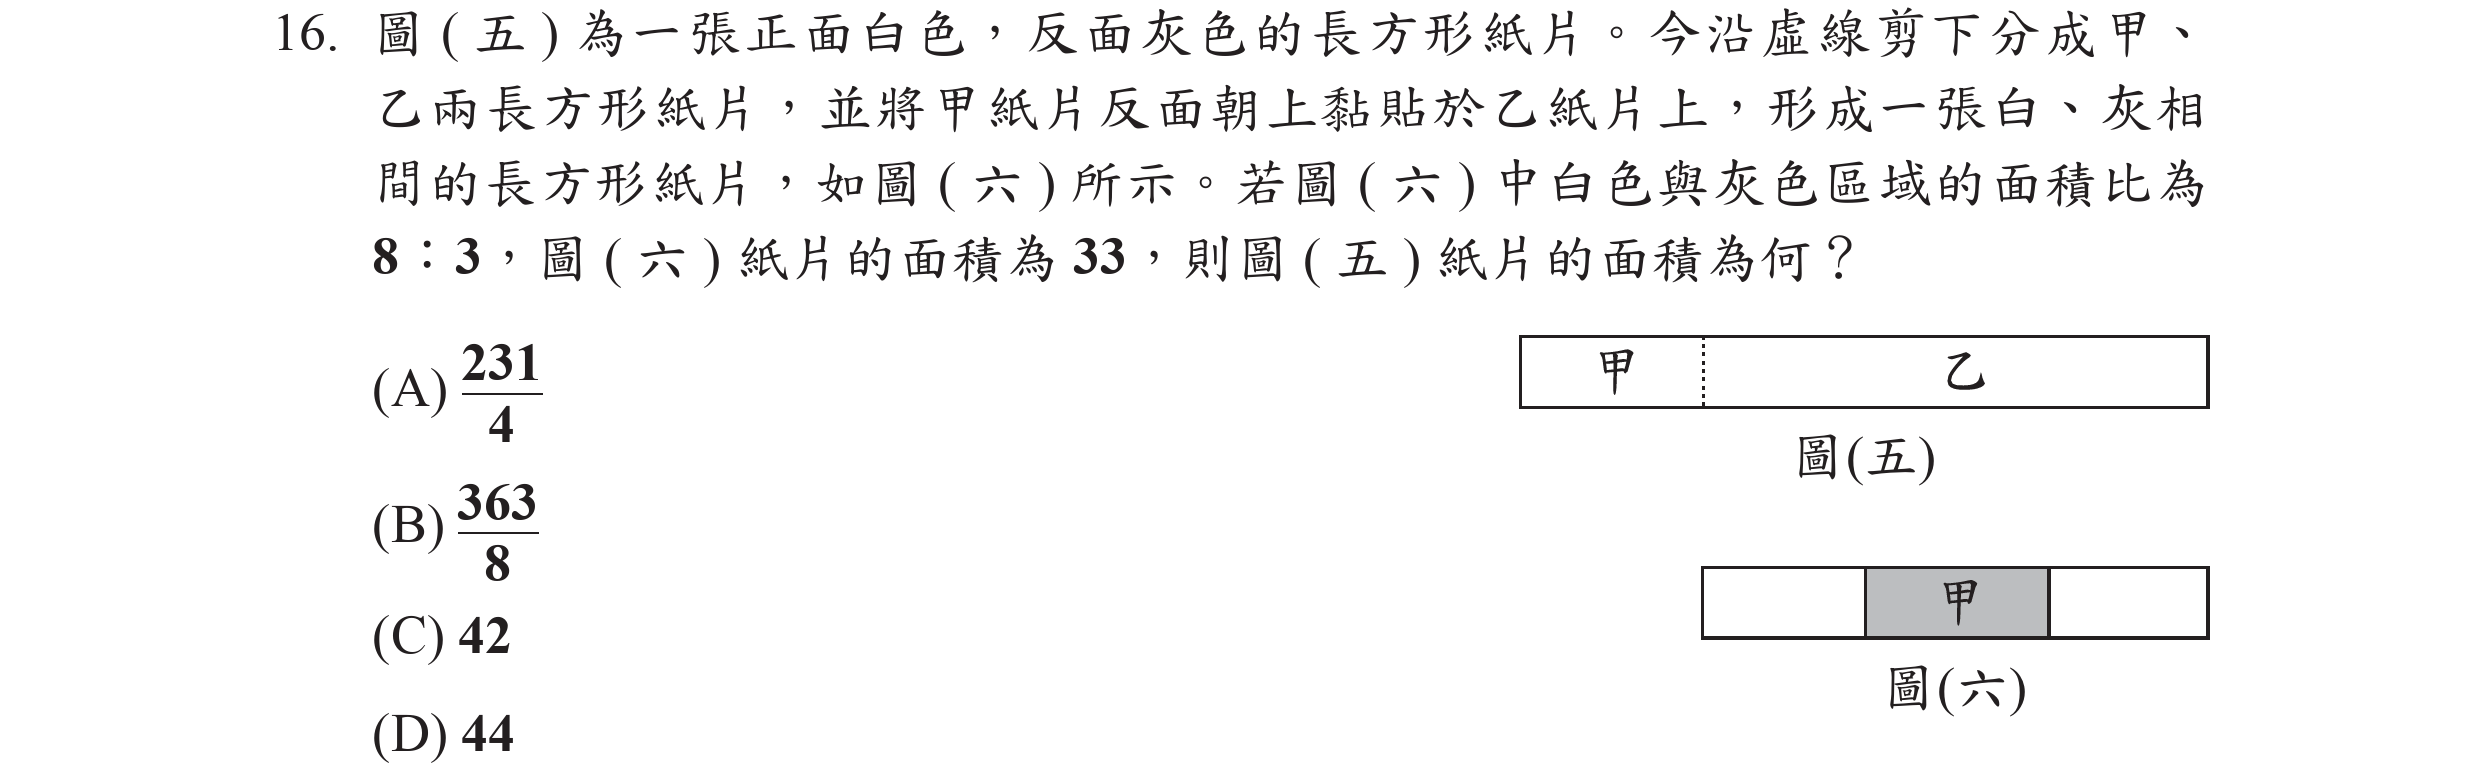 16. 圖(五)為一張正面白色，反面灰色的長方形紙片。今沿虛線剪下分成甲、
乙兩長方形紙片，並將甲紙片反面朝上黏貼於乙紙片上，形成一張白、灰相
間的長方形紙片，如圖(六)所示。若圖(六)中白色與灰色區域的面積比為
8：3，圖(六)紙片的面積為33，則圖(五)紙片的面積為何？
(A) 231/4
(B) 363/8
(C) 42
(D) 44
甲 乙
圖(五)
甲
圖(六)